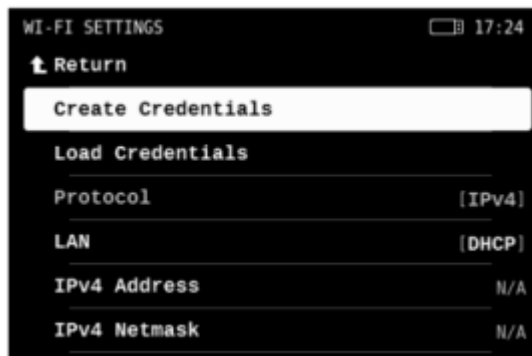 WI-FI SETTINGS 17:24
Return
Create Credentials
Load Credentials
Protocol [IPv4]
LAN [DHCP]
IPv4 Address N/A
IPv4 Netmask N/A